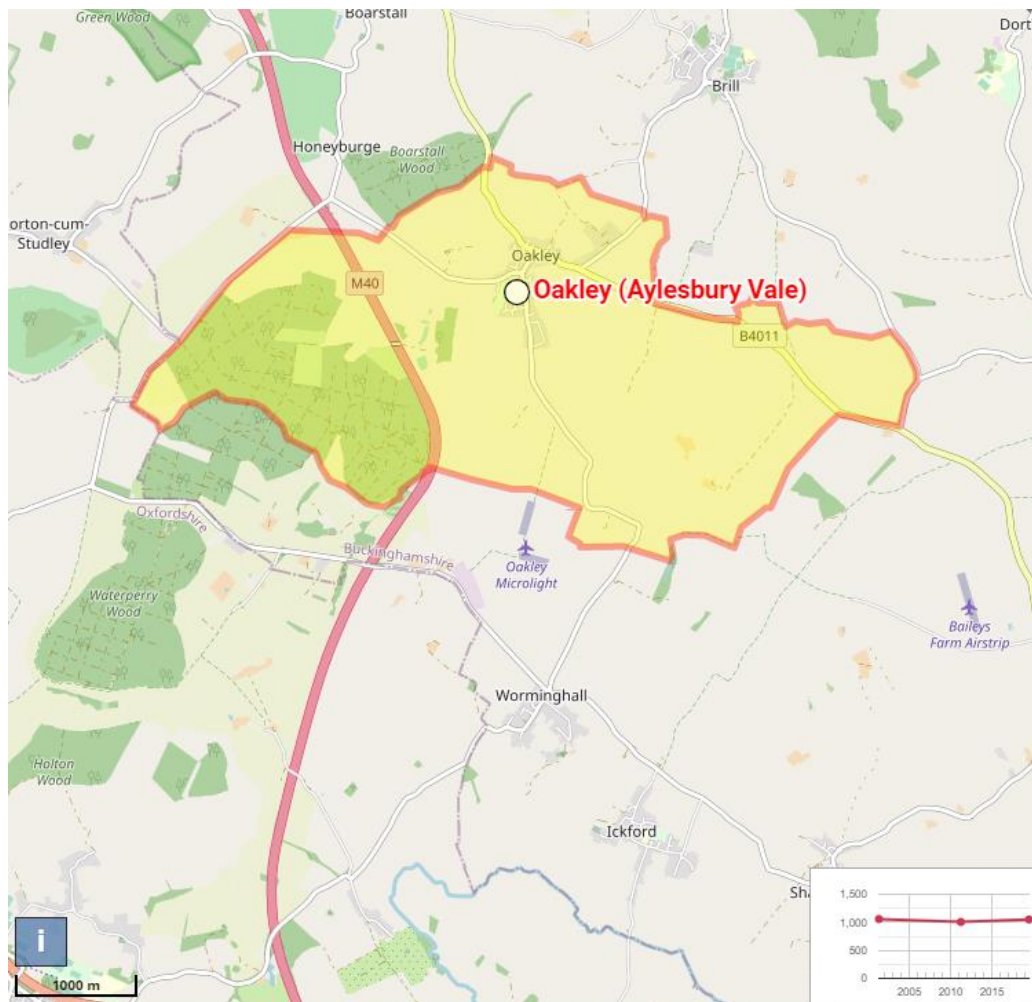 Green Wood
Boarstall
Dort
Brill
Honeyburge
Boarstall
Wood
orton-cum-
Studley
Oakley
M40
Oakley (Aylesbury Vale)
B4011
Oxfordshire
Buckinghamshire
Oakley
Microlight
Waterperry
Wood
Baileys
Farm Airstrip
Worminghall
Holton
Wood
Ickford
Sha
1,500
1,000
500
0
2005
2010
2015
i
1000 m